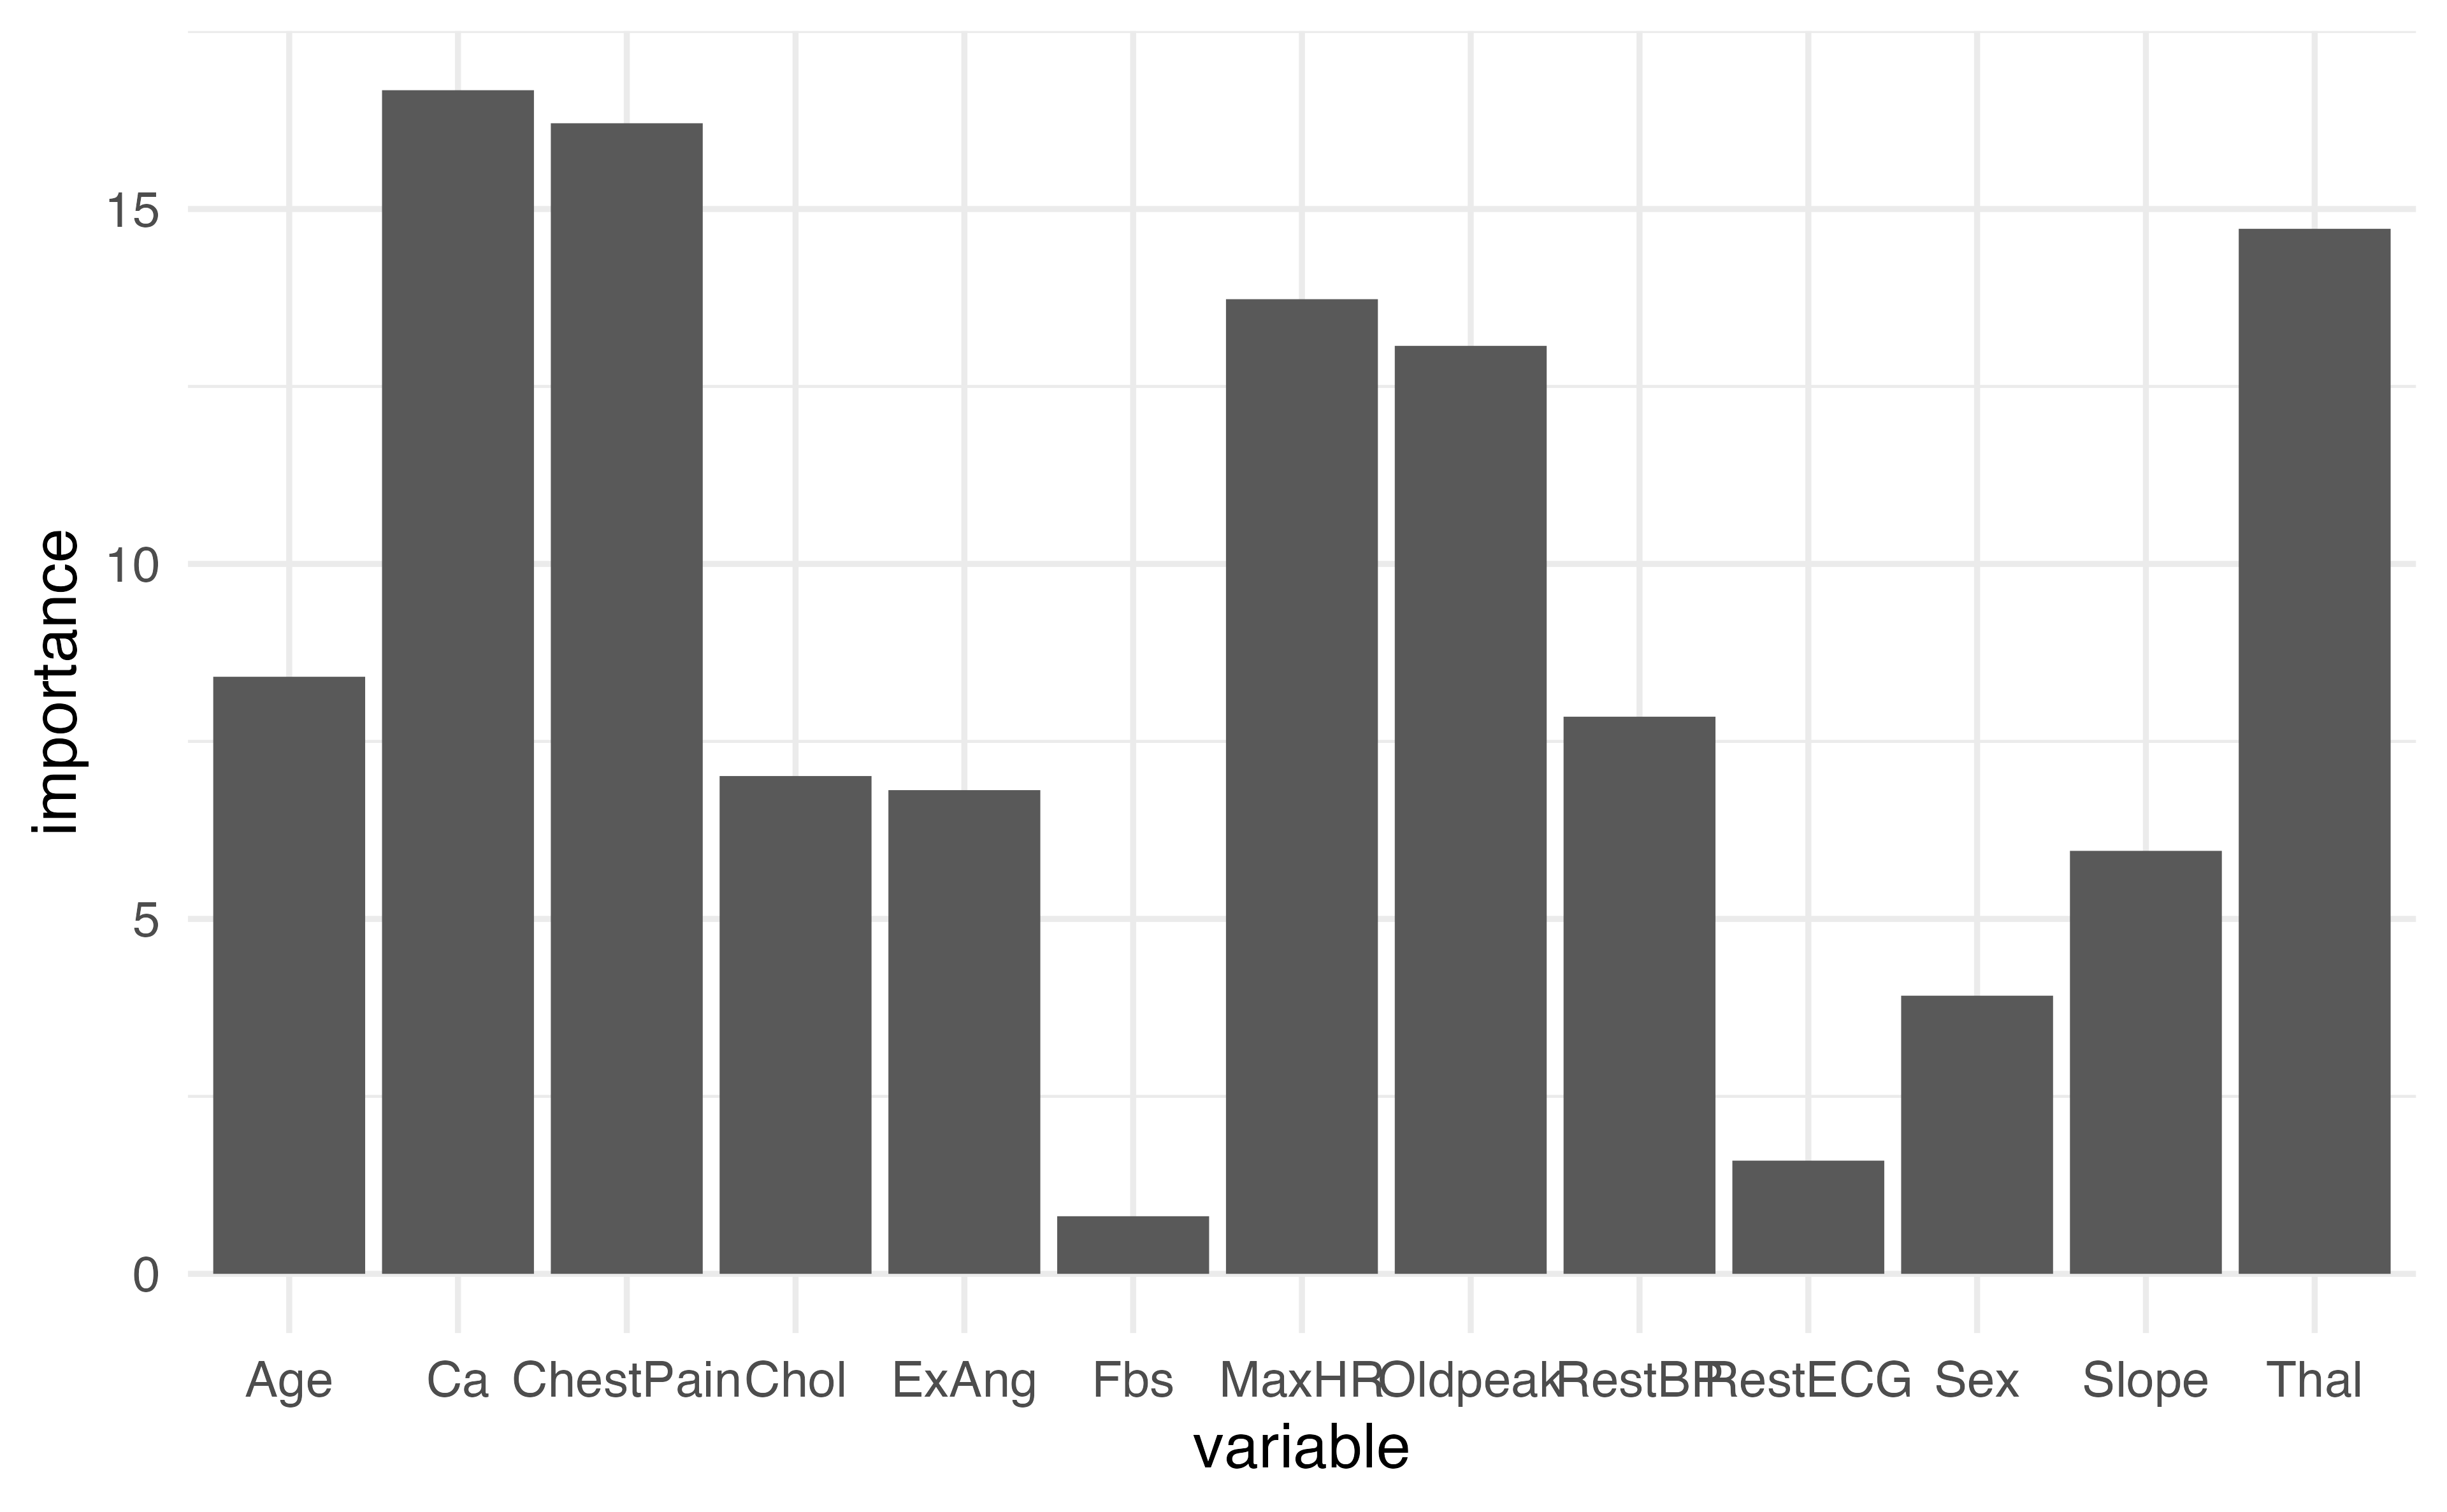 importance
15
10
5
0
Age Ca ChestPain Chol ExAng Fbs MaxHR Oldpeak RestBP RestECG Sex Slope Thal
variable